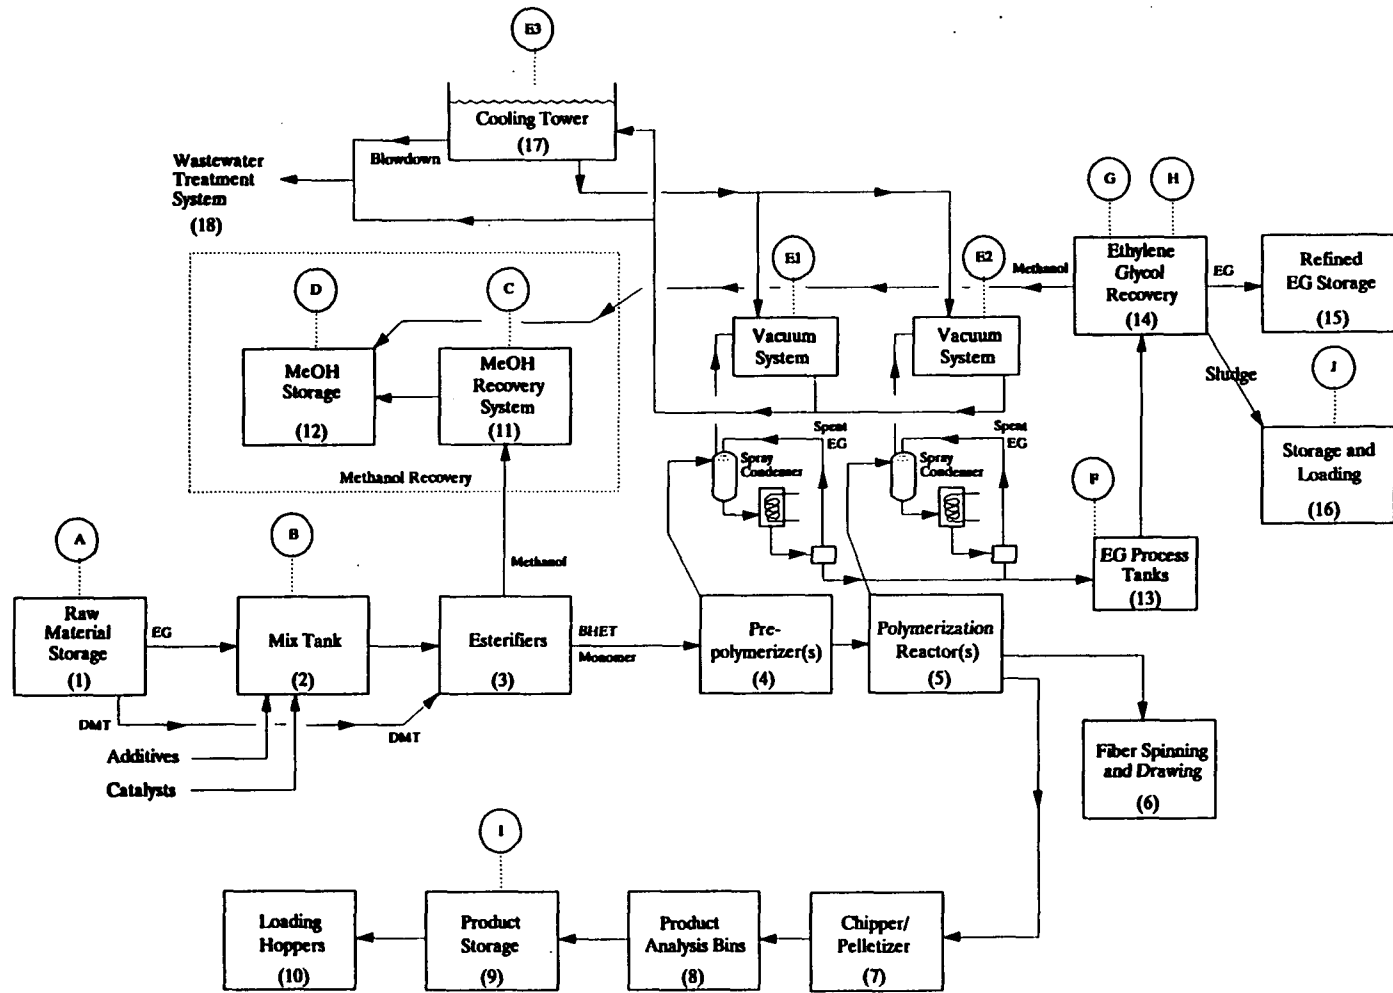 E3
Cooling Tower
(17)
Blowdown
Wastewater
Treatment
System
(18)
G
H
E1
E2
Methanol
Ethylene
Glycol
Recovery
(14)
EG
Refined
EG Storage
(15)
D
C
Vacuum
System
Vacuum
System
MeOH
Storage
(12)
MeOH
Recovery
System
(11)
Methanol Recovery
Sludge
J
Storage and
Loading
(16)
Spent
EG
Spray
Condenser
Spent
EG
Spray
Condenser
F
EG Process
Tanks
(13)
A
B
Methanol
Raw
Material
Storage
(1)
EG
Mix Tank
(2)
Esterifiers
(3)
BHET
Monomer
Pre-
polymerizer(s)
(4)
Polymerization
Reactor(s)
(5)
DMT
DMT
Additives
Catalysts
Fiber Spinning
and Drawing
(6)
I
Loading
Hoppers
(10)
Product
Storage
(9)
Product
Analysis Bins
(8)
Chipper/
Pelletizer
(7)